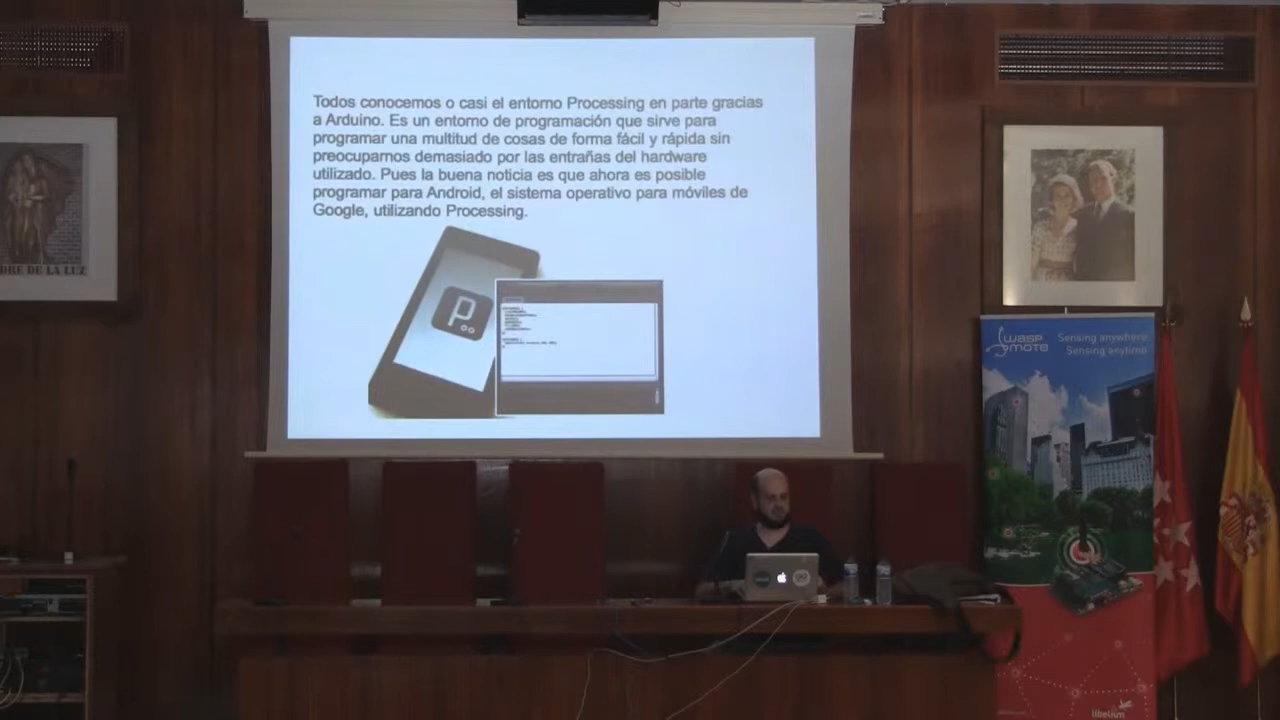 Todos conocemos o casi el entorno Processing en parte gracias
a Arduino. Es un entorno de programación que sirve para
programar una multitud de cosas de forma fácil y rápida sin
preocuparnos demasiado por las entrañas del hardware
utilizado. Pues la buena noticia es que ahora es posible
programar para Android, el sistema operativo para móviles de
Google, utilizando Processing.
P
DRE DE LA LUZ
wasp
mote
Sensing anywhere
Sensing anytime
libelium